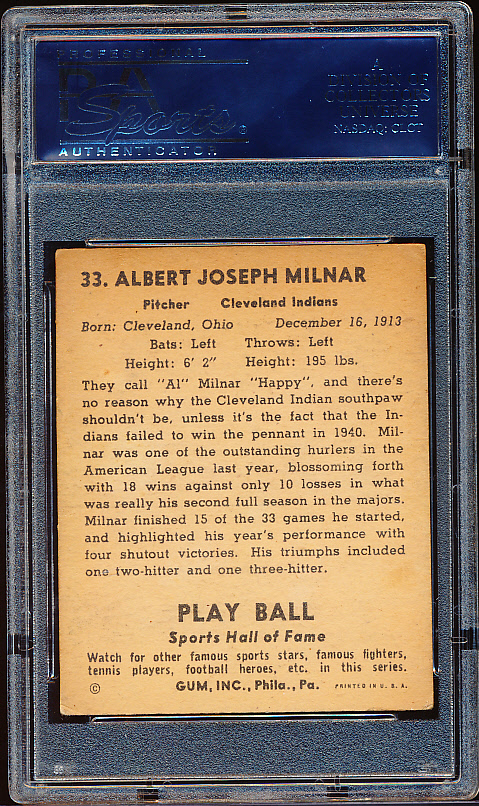 PROFESSIONAL
PSA
Sports
AUTHENTICATOR
A
DIVISION OF
COLLECTORS
UNIVERSE
NASDAQ: CLCT
33. ALBERT JOSEPH MILNAR
Pitcher Cleveland Indians
Born: Cleveland, Ohio December 16, 1913
Bats: Left Throws: Left
Height: 6' 2" Height: 195 lbs.
They call "Al" Milnar "Happy", and there's
no reason why the Cleveland Indian southpaw
shouldn't be, unless it's the fact that the In-
dians failed to win the pennant in 1940. Mil-
nar was one of the outstanding hurlers in the
American League last year, blossoming forth
with 18 wins against only 10 losses in what
was really his second full season in the majors.
Milnar finished 15 of the 33 games he started,
and highlighted his year's performance with
four shutout victories. His triumphs included
one two-hitter and one three-hitter.
PLAY BALL
Sports Hall of Fame
Watch for other famous sports stars, famous fighters,
tennis players, football heroes, etc. in this series.
© GUM, INC., Phila., Pa. PRINTED IN U. S. A.